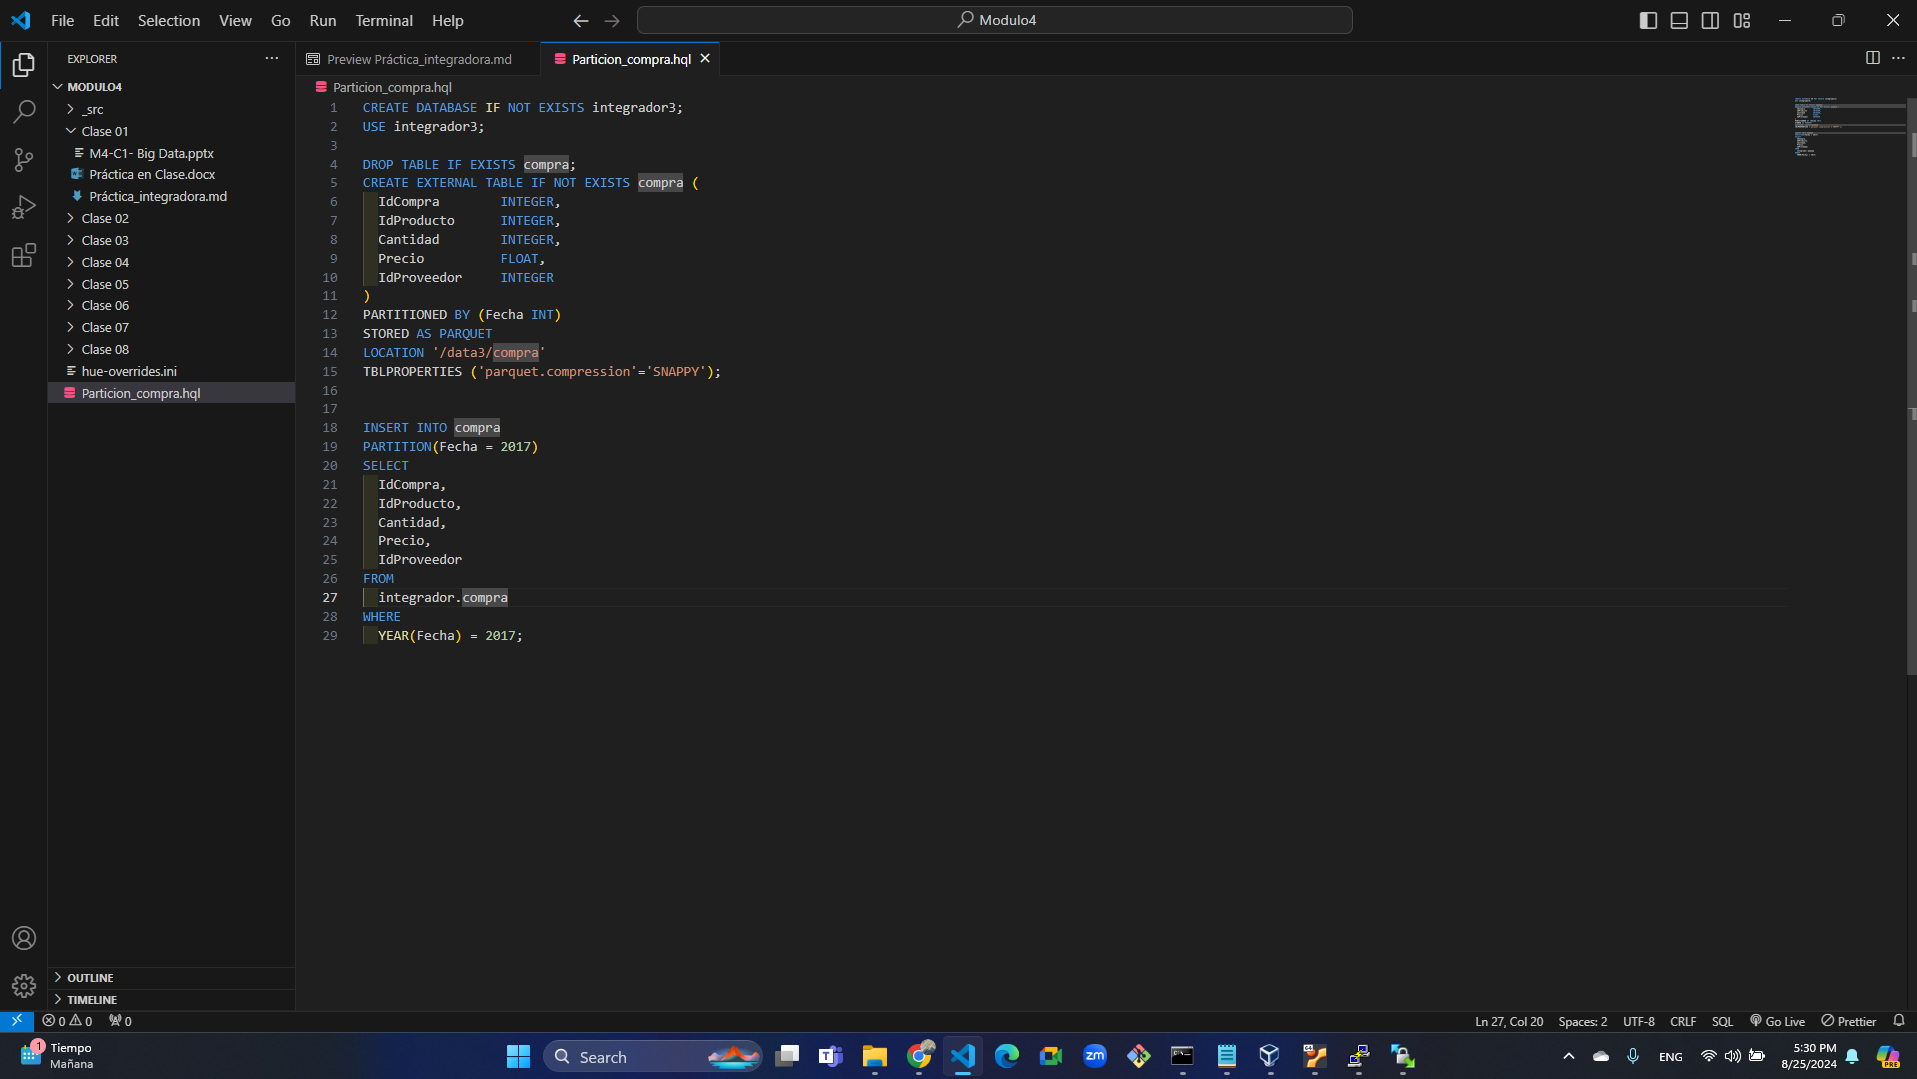 File Edit Selection View Go Run Terminal Help
Modulo4
EXPLORER
MODULO4
_src
Clase 01
M4-C1- Big Data.pptx
Práctica en Clase.docx
Práctica_integradora.md
Clase 02
Clase 03
Clase 04
Clase 05
Clase 06
Clase 07
Clase 08
hue-overrides.ini
Particion_compra.hql
OUTLINE
TIMELINE
Preview Práctica_integradora.md
Particion_compra.hql
Particion_compra.hql
1 CREATE DATABASE IF NOT EXISTS integrador3;
2 USE integrador3;
3
4 DROP TABLE IF EXISTS compra;
5 CREATE EXTERNAL TABLE IF NOT EXISTS compra (
6 IdCompra INTEGER,
7 IdProducto INTEGER,
8 Cantidad INTEGER,
9 Precio FLOAT,
10 IdProveedor INTEGER
11 )
12 PARTITIONED BY (Fecha INT)
13 STORED AS PARQUET
14 LOCATION '/data3/compra'
15 TBLPROPERTIES ('parquet.compression'='SNAPPY');
16
17
18 INSERT INTO compra
19 PARTITION(Fecha = 2017)
20 SELECT
21 IdCompra,
22 IdProducto,
23 Cantidad,
24 Precio,
25 IdProveedor
26 FROM
27 integrador.compra
28 WHERE
29 YEAR(Fecha) = 2017;
0 0 0
Ln 27, Col 20 Spaces: 2 UTF-8 CRLF SQL Go Live Prettier
1
Tiempo
Mañana
Search
zm
64
ENG
5:30 PM
8/25/2024
PRE